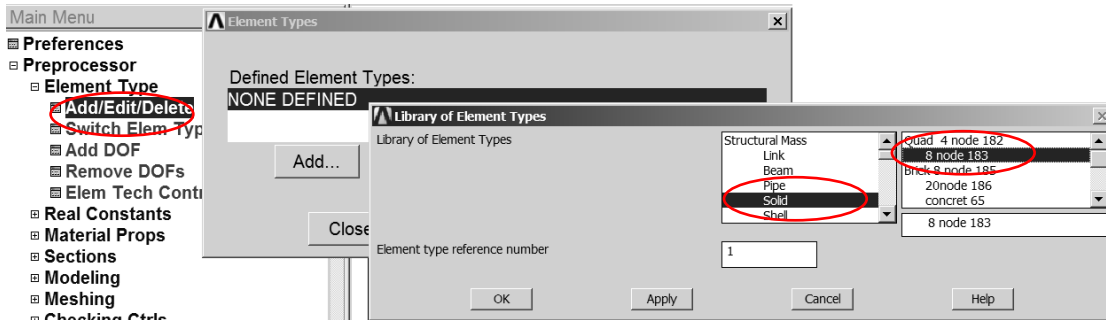 Main Menu
Preferences
Preprocessor
Element Type
Add/Edit/Delete
Switch Elem Typ
Add DOF
Remove DOFs
Elem Tech Contr
Real Constants
Material Props
Sections
Modeling
Meshing
Checking Ctrls
Element Types
Defined Element Types:
NONE DEFINED
Add...
Close
Library of Element Types
Library of Element Types
Structural Mass
Link
Beam
Pipe
Solid
Shell
Quad 4 node 182
8 node 183
Brick 8 node 185
20node 186
concret 65
8 node 183
Element type reference number
1
OK
Apply
Cancel
Help